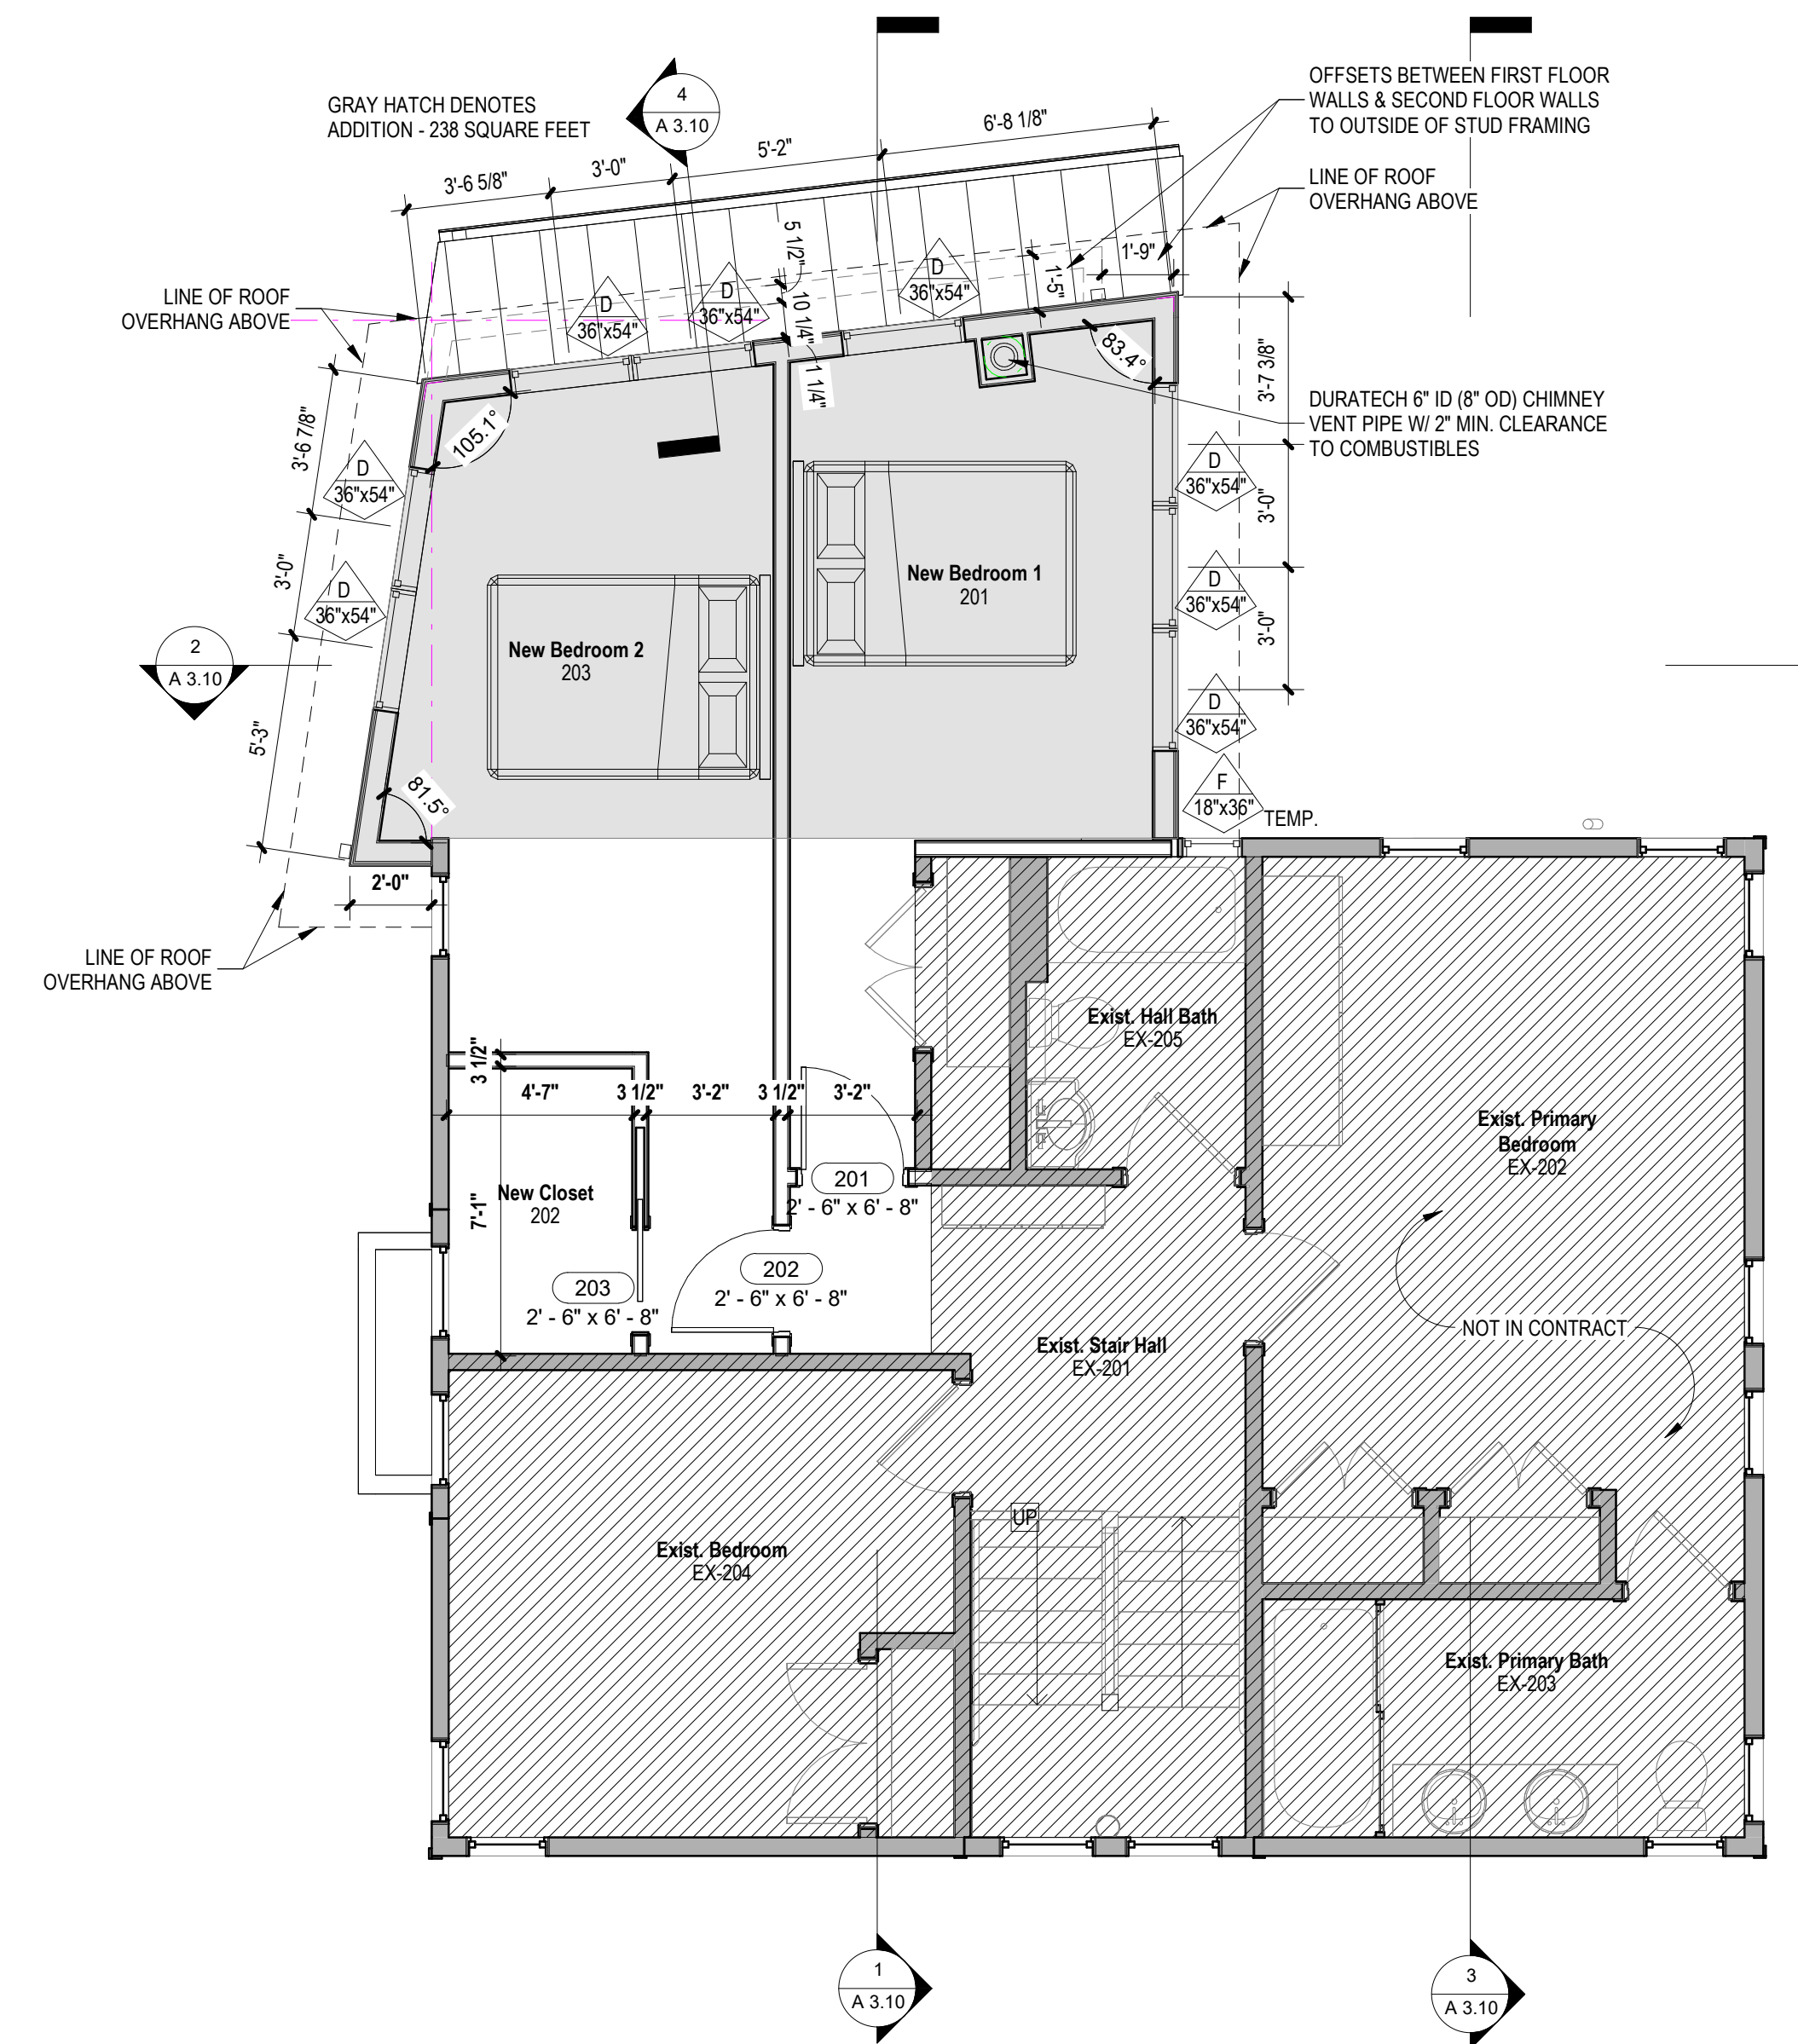 OFFSETS BETWEEN FIRST FLOOR
WALLS & SECOND FLOOR WALLS
TO OUTSIDE OF STUD FRAMING
GRAY HATCH DENOTES
ADDITION - 238 SQUARE FEET
4
A 3.10
6'-8 1/8"
5'-2"
3'-0"
3'-6 5/8"
LINE OF ROOF
OVERHANG ABOVE
5 1/2"
10 1/4"
1 1/4"
1'-5"
1'-9"
D
36"x54"
D
36"x54"
D
36"x54"
LINE OF ROOF
OVERHANG ABOVE
83.4°
105.1°
3'-7 3/8"
DURATECH 6" ID (8" OD) CHIMNEY
VENT PIPE W/ 2" MIN. CLEARANCE
TO COMBUSTIBLES
3'-6 7/8"
D
36"x54"
D
36"x54"
3'-0"
3'-0"
D
36"x54"
D
36"x54"
3'-0"
New Bedroom 1
201
New Bedroom 2
203
2
A 3.10
D
36"x54"
5'-3"
81.5°
F
18"x36"
TEMP.
2'-0"
LINE OF ROOF
OVERHANG ABOVE
Exist. Hall Bath
EX-205
3 1/2"
4'-7"
3 1/2"
3'-2"
3 1/2"
3'-2"
Exist. Primary
Bedroom
EX-202
7'-1"
New Closet
202
201
2' - 6" x 6' - 8"
202
2' - 6" x 6' - 8"
203
2' - 6" x 6' - 8"
NOT IN CONTRACT
Exist. Stair Hall
EX-201
UP
Exist. Bedroom
EX-204
Exist. Primary Bath
EX-203
1
A 3.10
3
A 3.10